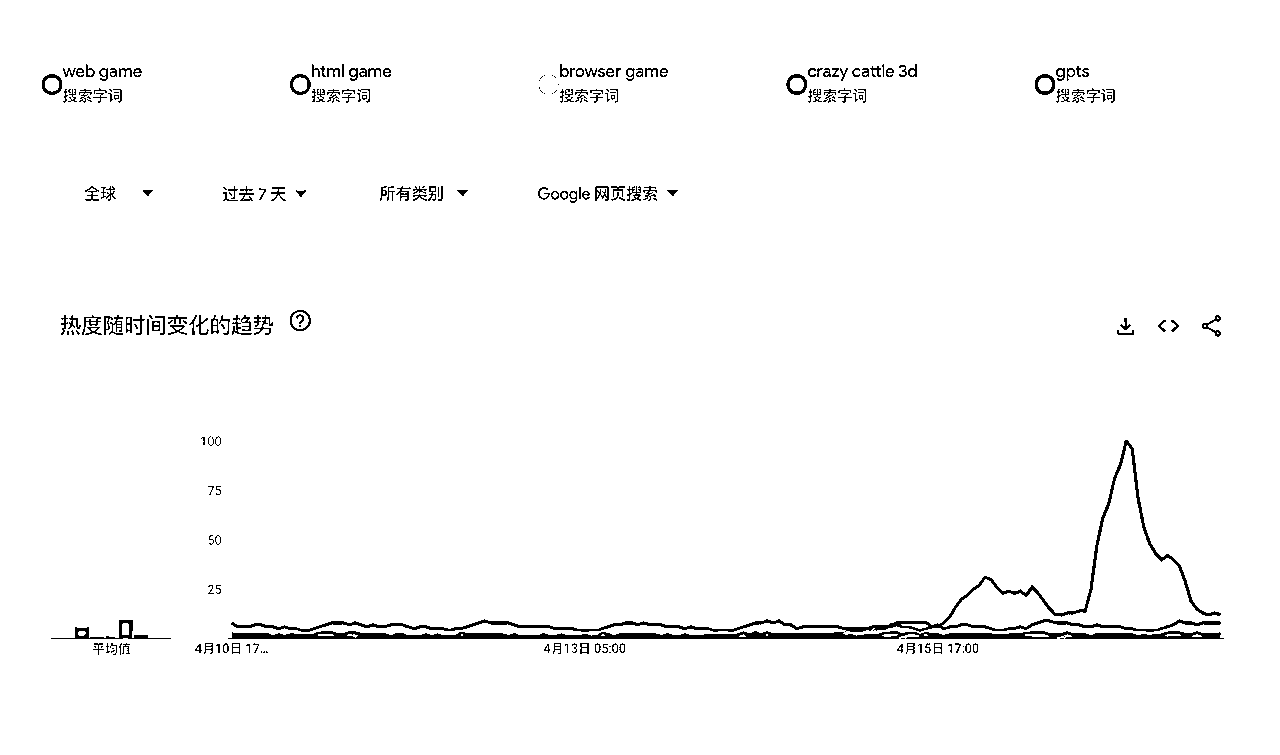 web game
搜索字词
html game
搜索字词
browser game
搜索字词
crazy cattle 3d
搜索字词
gpts
搜索字词
全球
过去 7 天
所有类别
Google 网页搜索
热度随时间变化的趋势
100
75
50
25
平均值
4月10日 17…
4月13日 05:00
4月15日 17:00